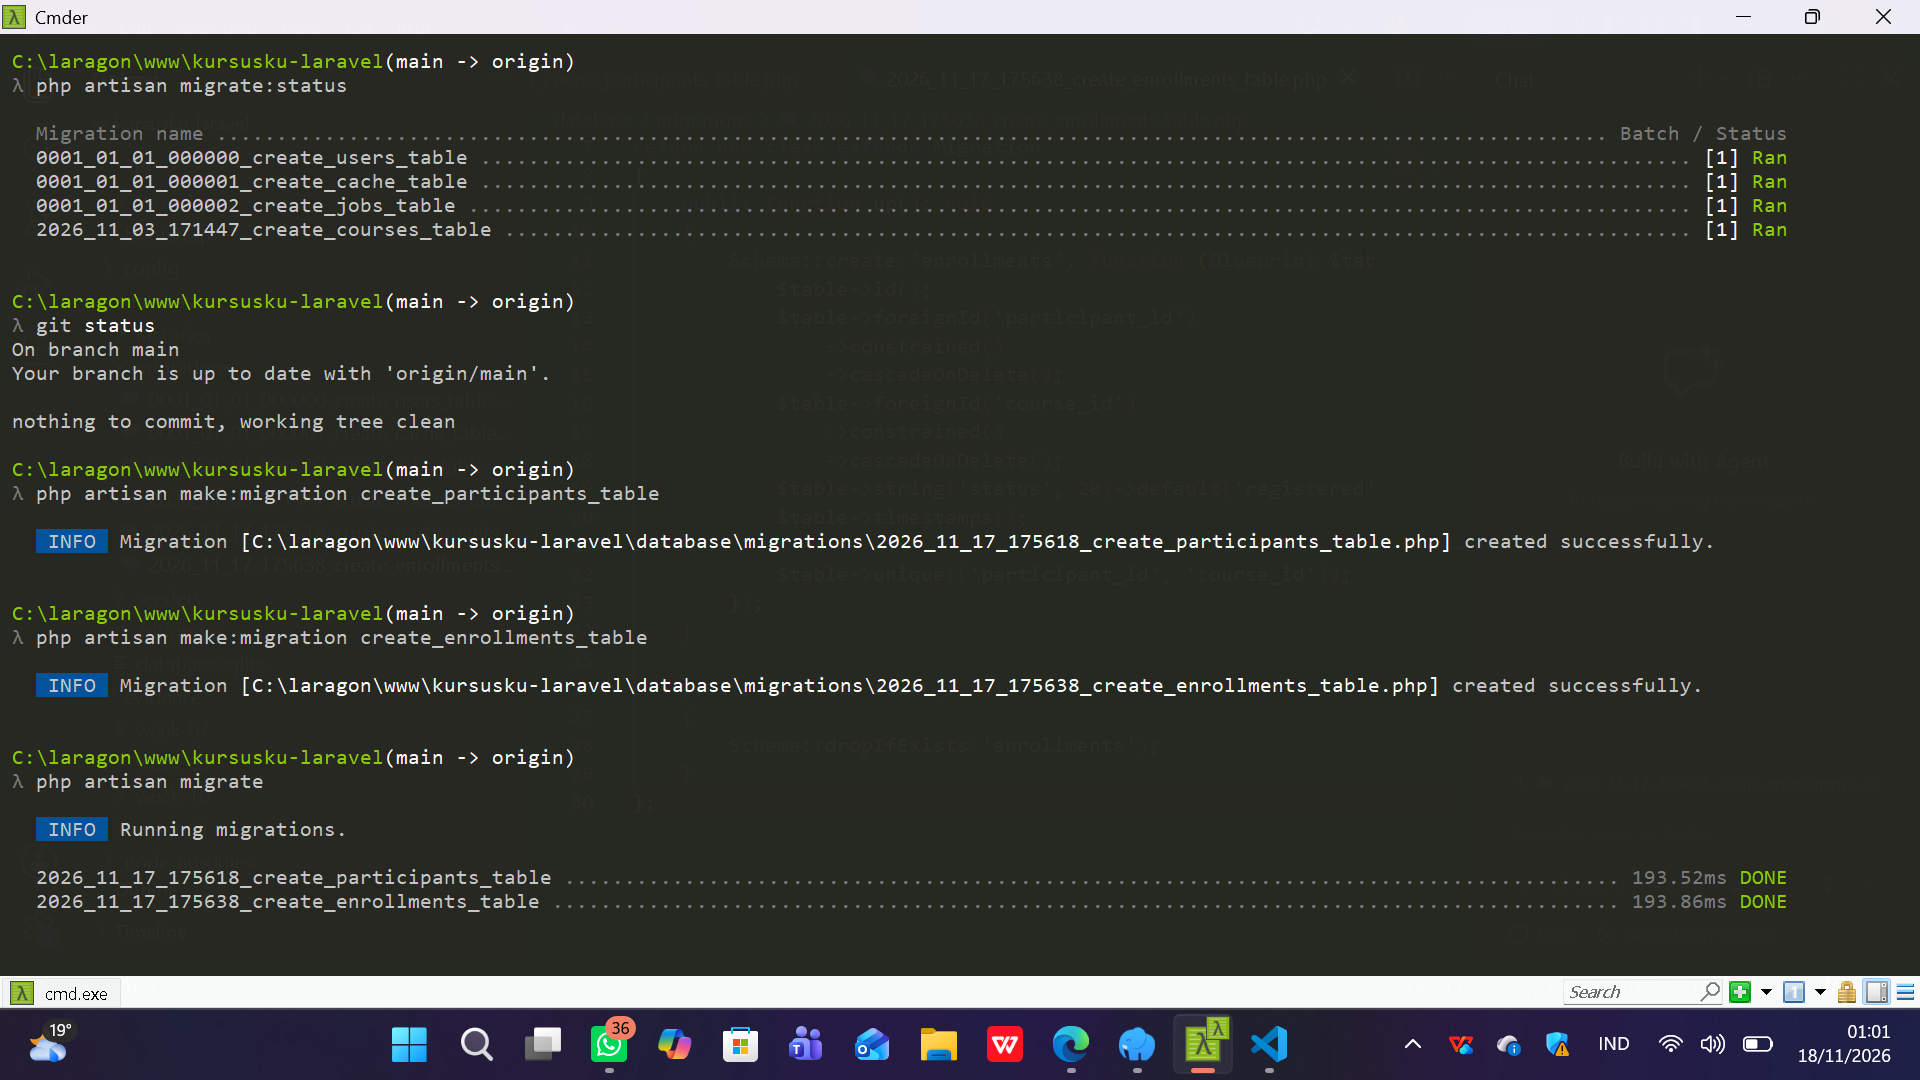 Cmder
C:\laragon\www\kursusku-laravel(main -> origin)
λ php artisan migrate:status
Migration name ........ Batch / Status
0001_01_01_000000_create_users_table ........ [1] Ran
0001_01_01_000001_create_cache_table ........ [1] Ran
0001_01_01_000002_create_jobs_table ........ [1] Ran
2026_11_03_171447_create_courses_table ........ [1] Ran
C:\laragon\www\kursusku-laravel(main -> origin)
λ git status
On branch main
Your branch is up to date with 'origin/main'.
nothing to commit, working tree clean
C:\laragon\www\kursusku-laravel(main -> origin)
λ php artisan make:migration create_participants_table
INFO Migration [C:\laragon\www\kursusku-laravel\database\migrations\2026_11_17_175618_create_participants_table.php] created successfully.
C:\laragon\www\kursusku-laravel(main -> origin)
λ php artisan make:migration create_enrollments_table
INFO Migration [C:\laragon\www\kursusku-laravel\database\migrations\2026_11_17_175638_create_enrollments_table.php] created successfully.
C:\laragon\www\kursusku-laravel(main -> origin)
λ php artisan migrate
INFO Running migrations.
2026_11_17_175618_create_participants_table ........ 193.52ms DONE
2026_11_17_175638_create_enrollments_table ........ 193.86ms DONE
cmd.exe
Search
19°
36
IND
01:01
18/11/2026